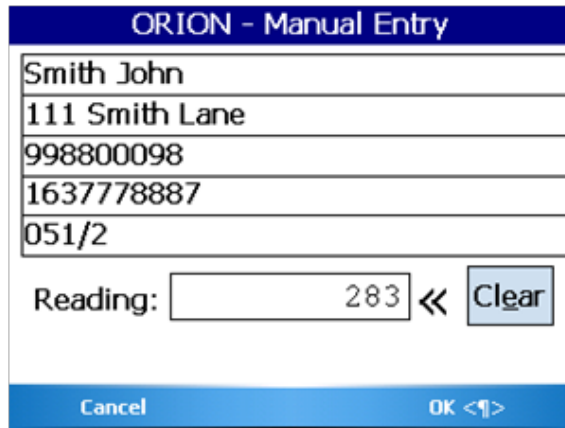 ORION - Manual Entry
Smith John
111 Smith Lane
998800098
1637778887
051/2
Reading: 283 « Clear
Cancel OK <¶>